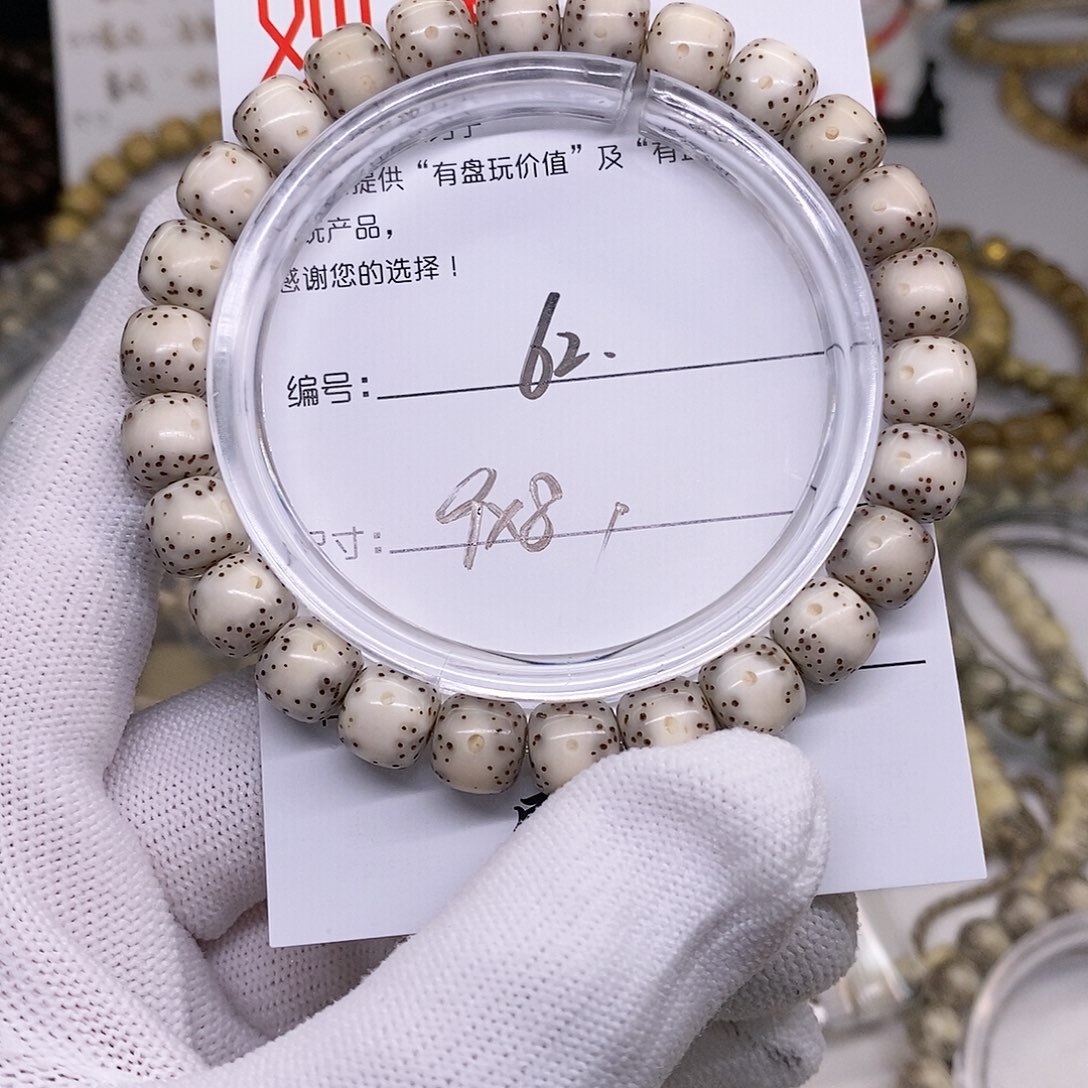 提供“有盘玩价值”及“有
玩产品，
感谢您的选择！
编号： 62.
尺寸： 9x8